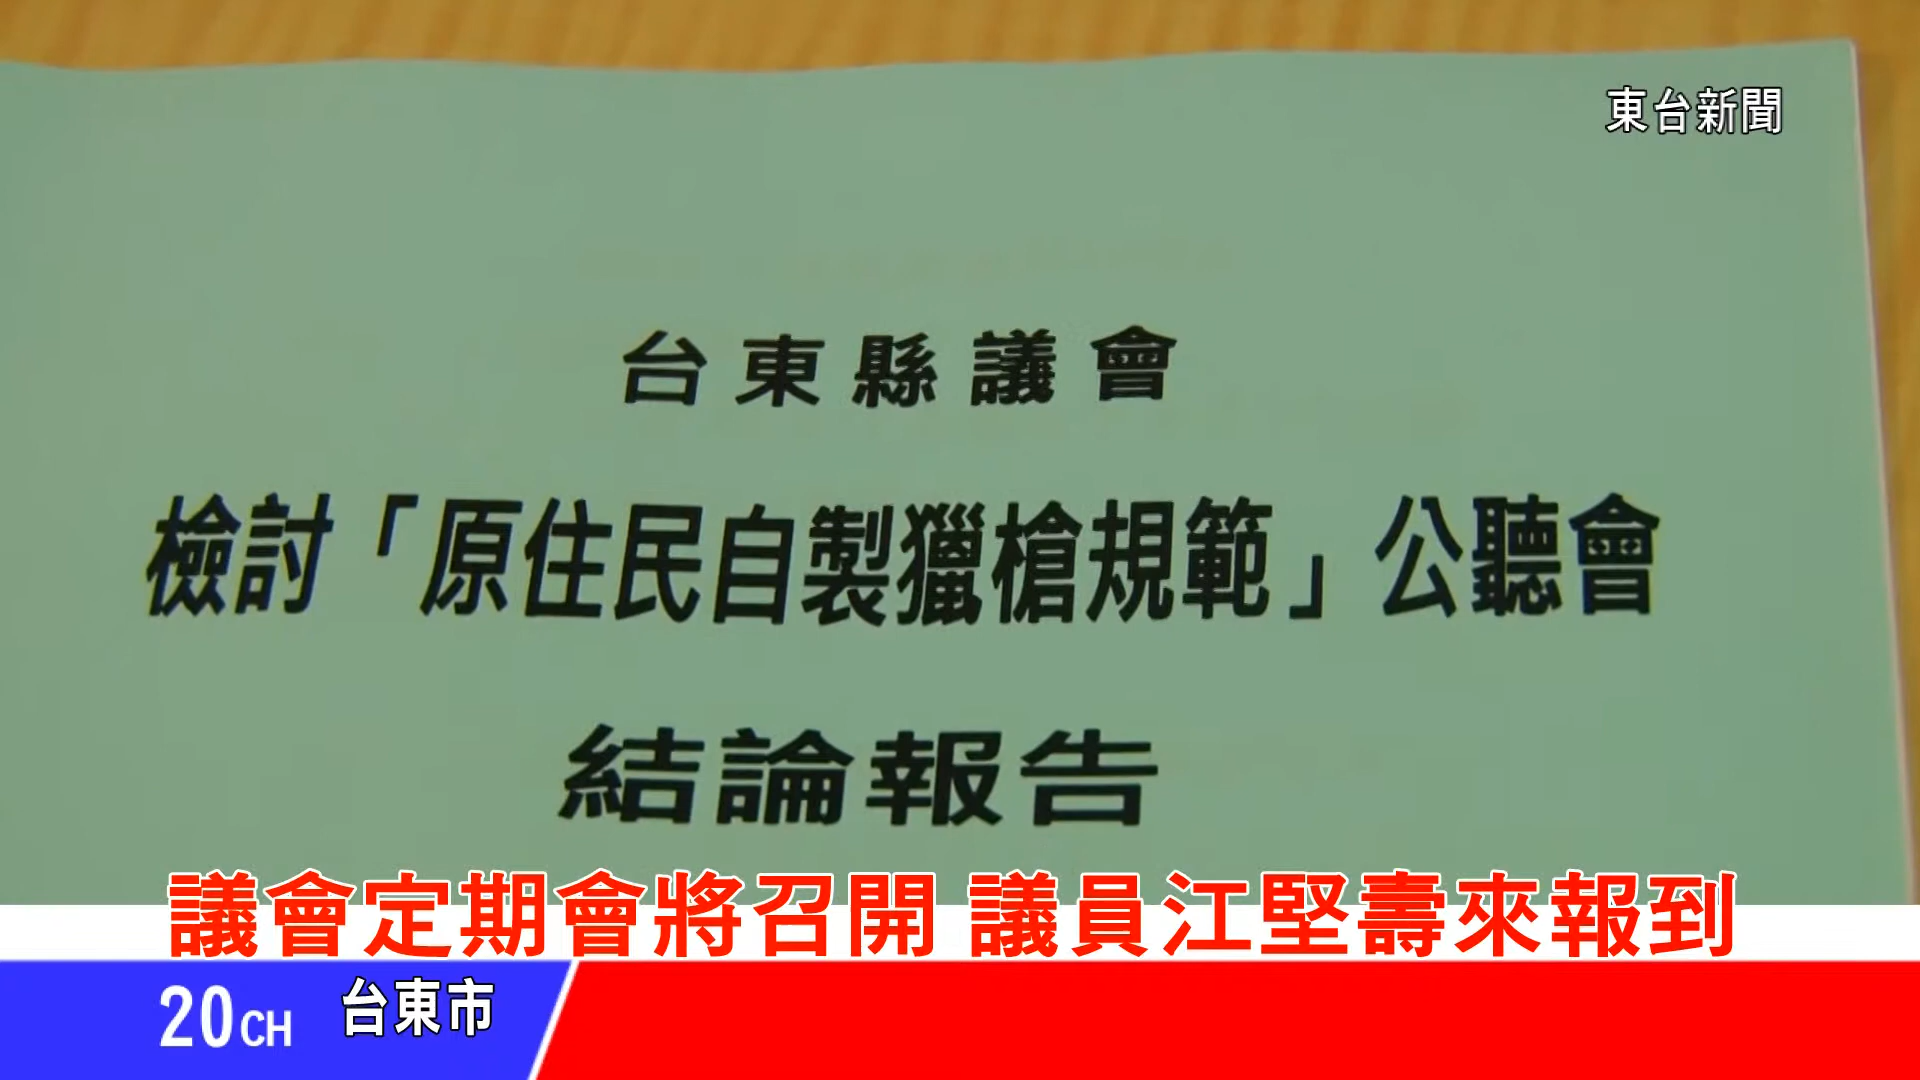 東台新聞
台東縣議會
檢討「原住民自製獵槍規範」公聽會
結論報告
議會定期會將召開 議員江堅壽來報到
20CH 台東市